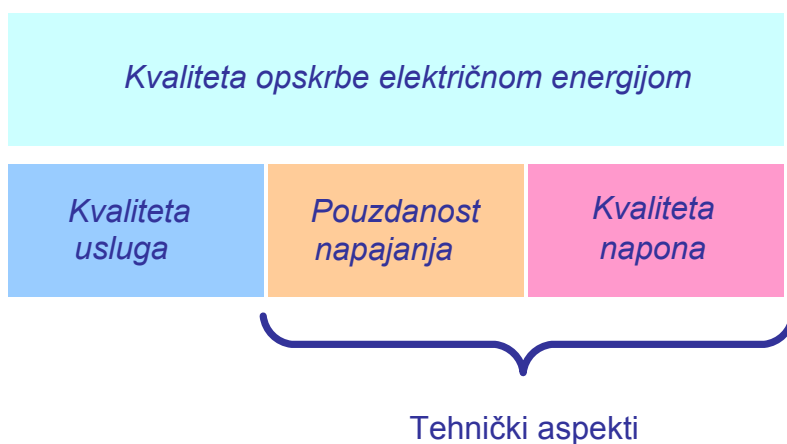 Kvaliteta opskrbe električnom energijom
Kvaliteta
usluga
Pouzdanost
napajanja
Kvaliteta
napona
Tehnički aspekti